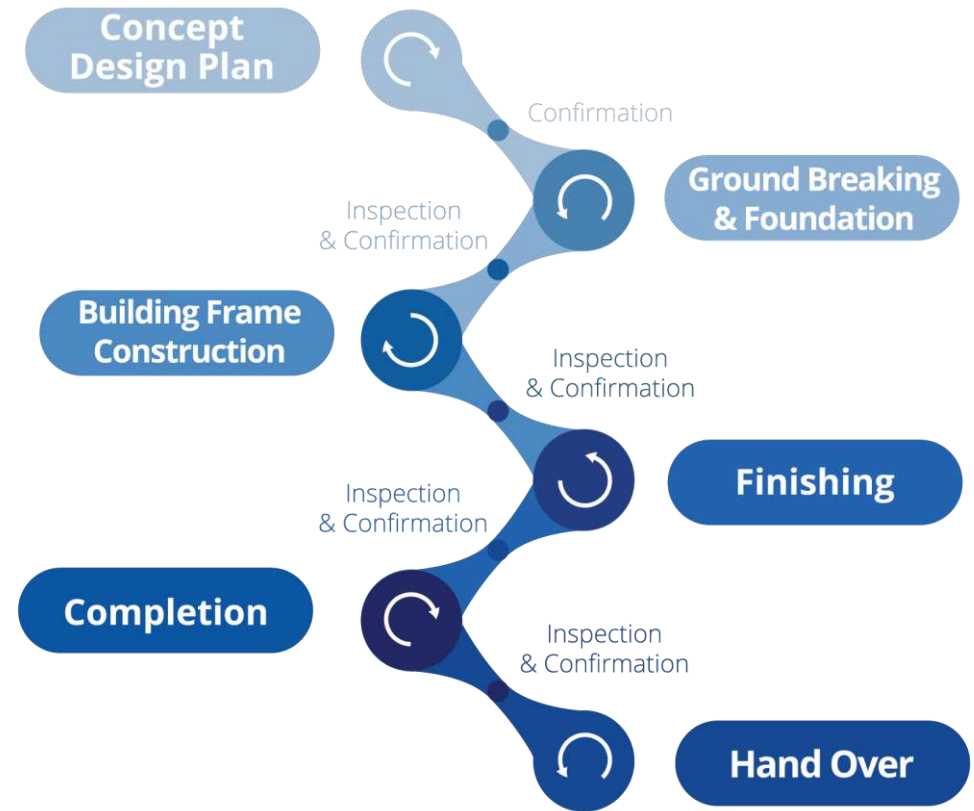 Concept
Design Plan
Confirmation
Ground Breaking
& Foundation
Inspection
& Confirmation
Building Frame
Construction
Inspection
& Confirmation
Finishing
Inspection
& Confirmation
Completion
Inspection
& Confirmation
Hand Over